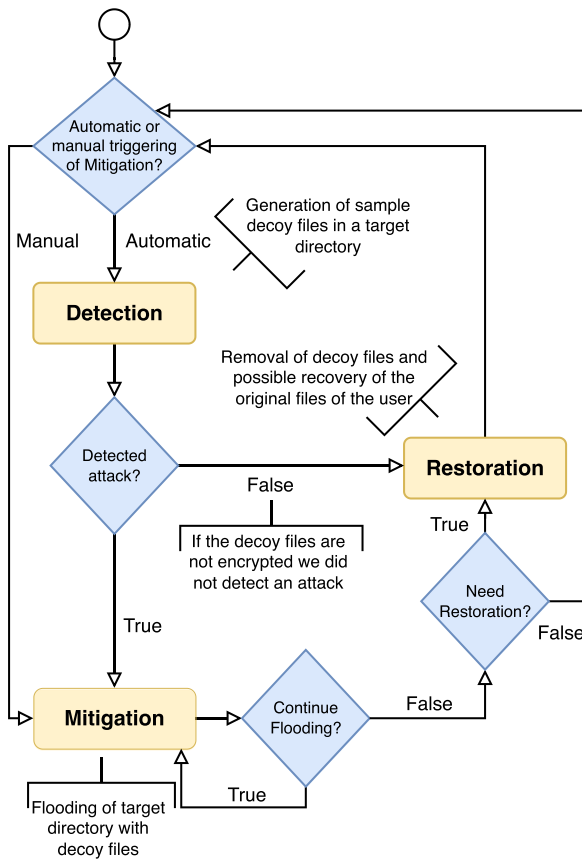 Automatic or
manual triggering
of Mitigation?
Manual
Automatic
Generation of sample
decoy files in a target
directory
Detection
Removal of decoy files and
possible recovery of the
original files of the user
Detected
attack?
False
Restoration
If the decoy files are
not encrypted we did
not detect an attack
True
Need
Restoration?
False
True
Mitigation
Continue
Flooding?
False
True
Flooding of target
directory with
decoy files